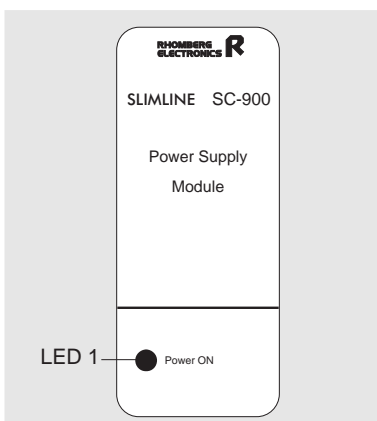 RHOMBERG
ELECTRONICS R
SLIMLINE SC-900
Power Supply
Module
LED 1
Power ON